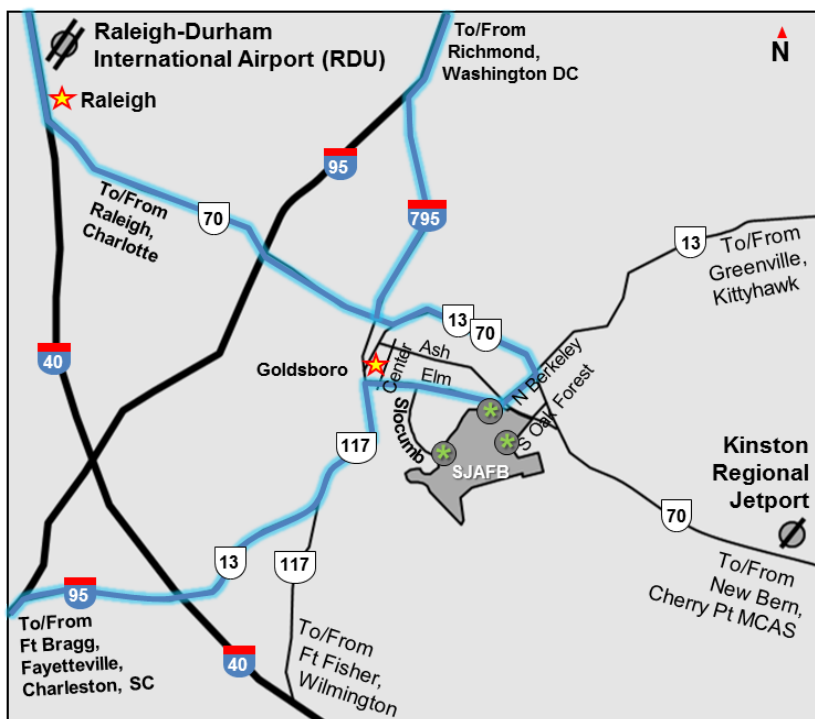 Raleigh-Durham
International Airport (RDU)
Raleigh
To/From
Richmond,
Washington DC
N
95
To/From
Raleigh,
Charlotte
70
795
13
To/From
Greenville,
Kittyhawk
40
13
70
Goldsboro
Center
Ash
Elm
N Berkeley
S Oak Forest
Slocumb
SJAFB
117
Kinston
Regional
Jetport
70
13
117
95
To/From
New Bern,
Cherry Pt MCAS
To/From
Ft Bragg,
Fayetteville,
Charleston, SC
40
To/From
Ft Fisher,
Wilmington